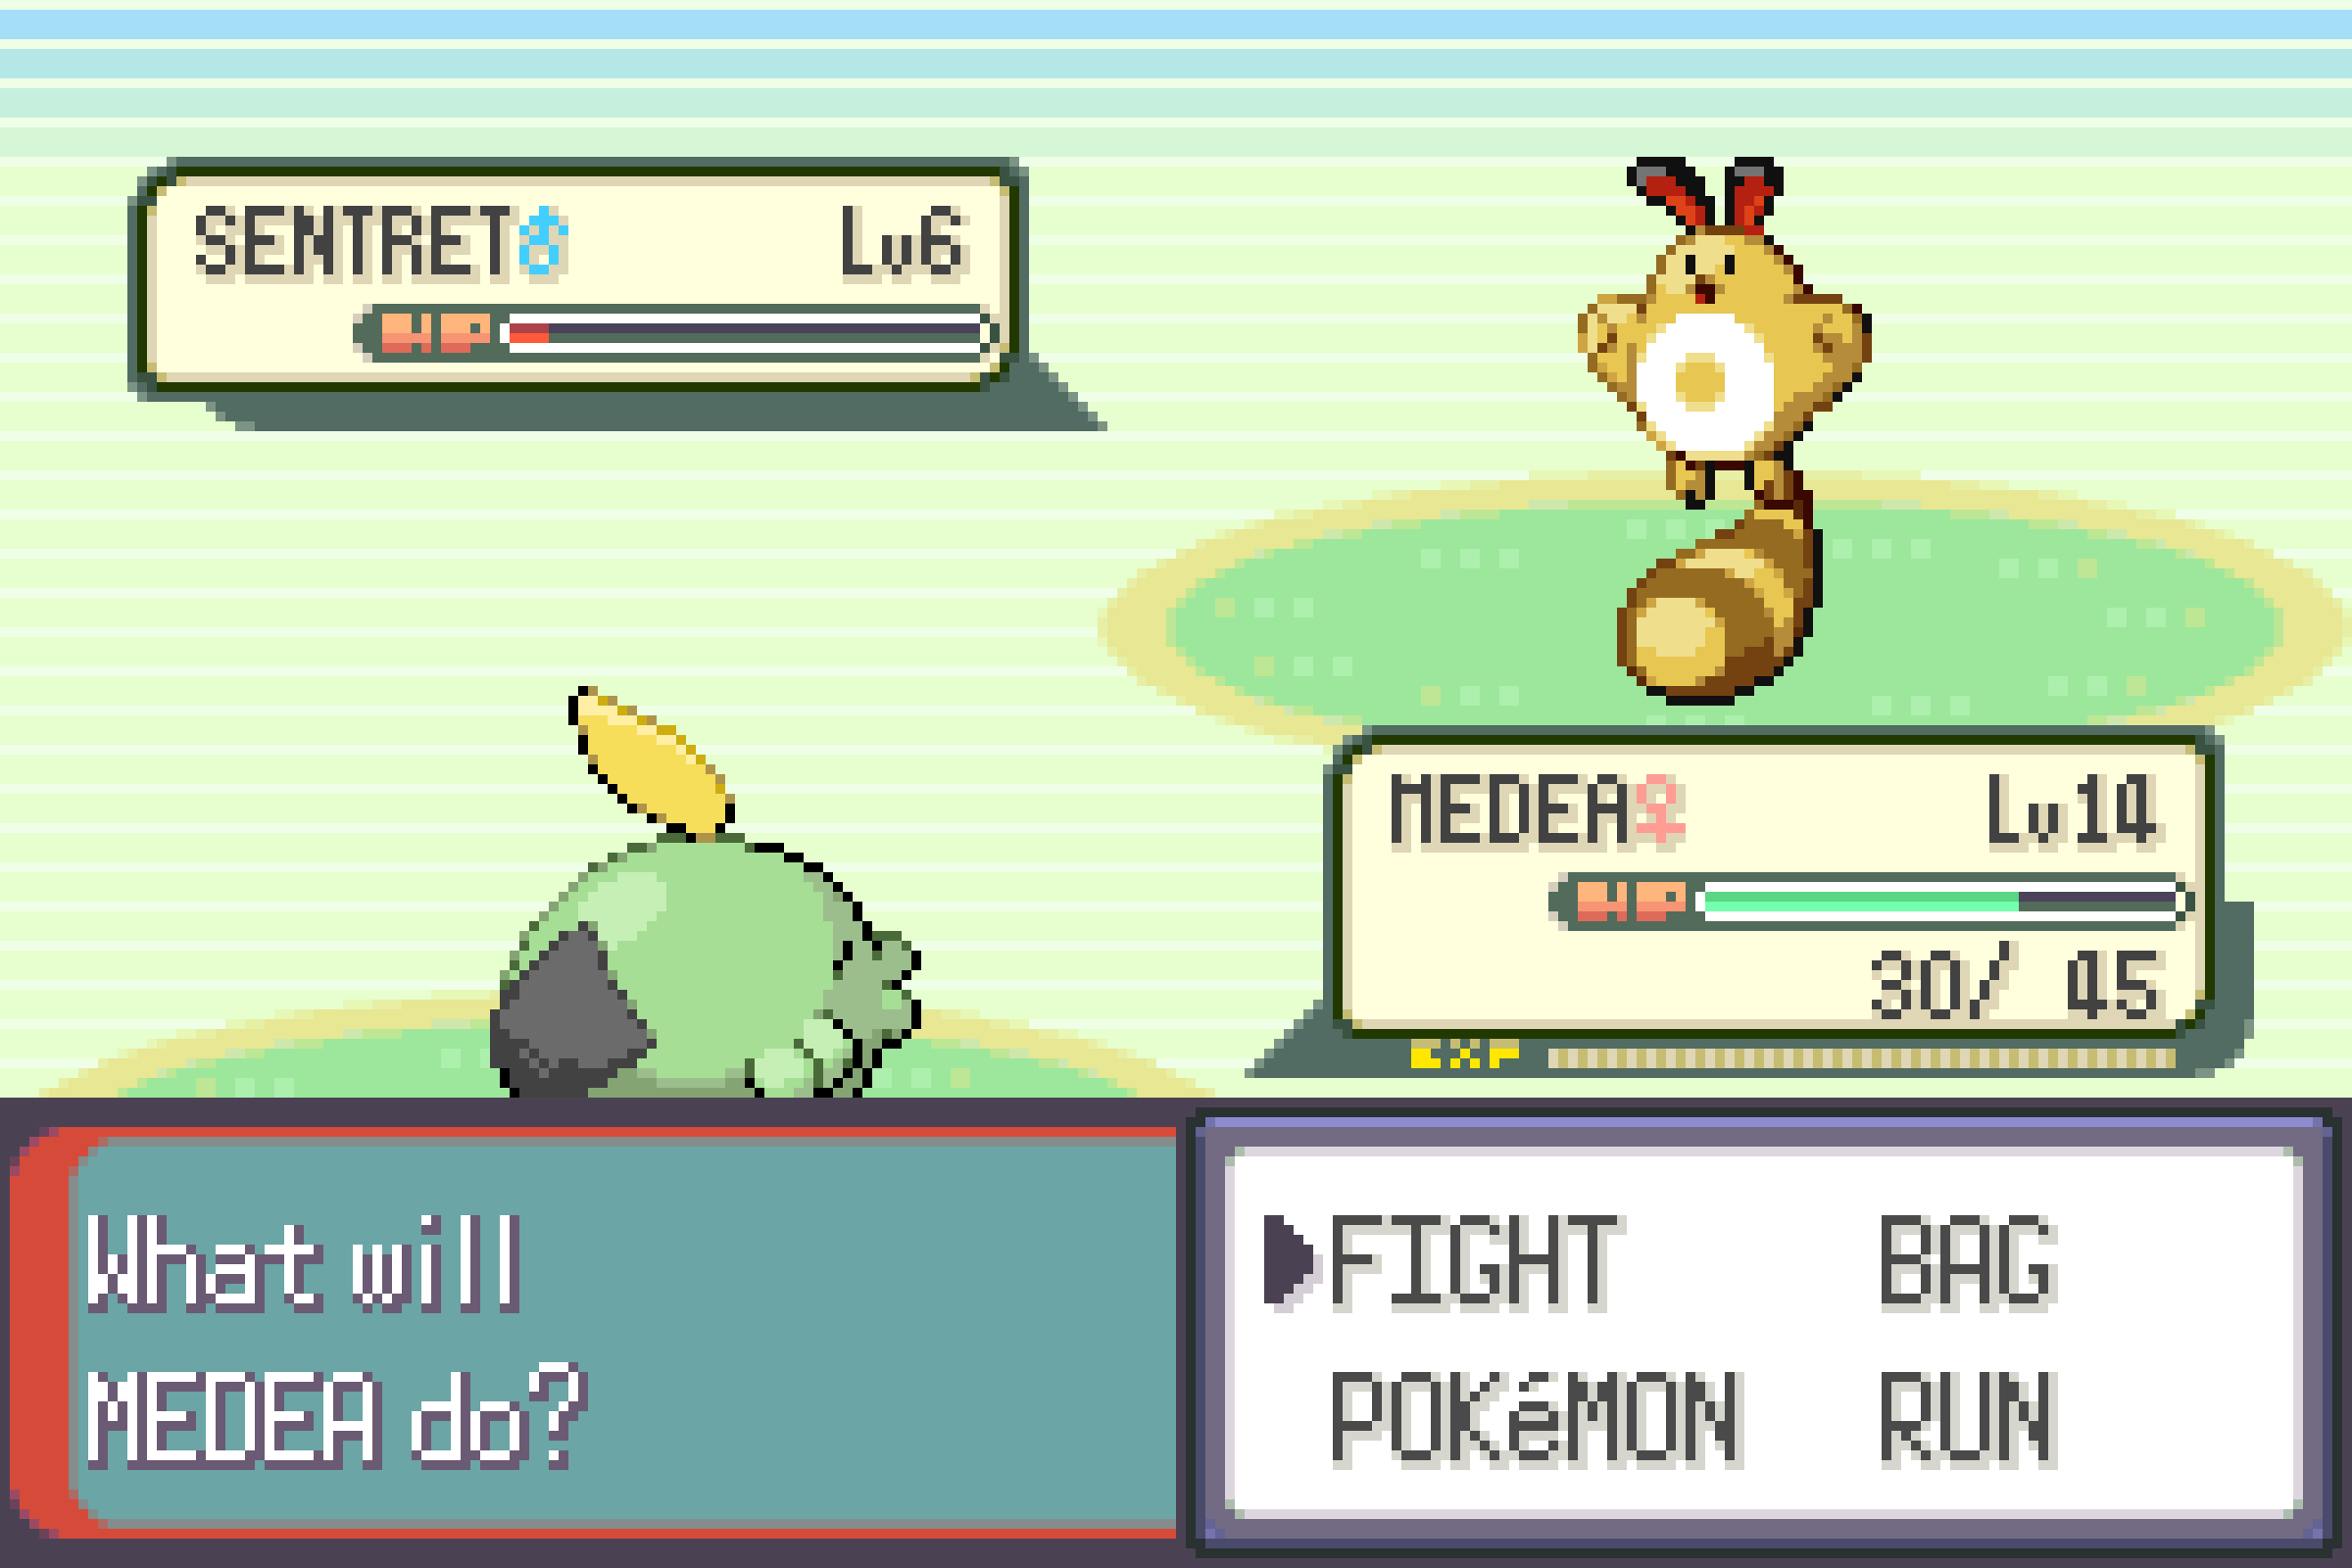 SENTRET♂ Lv6
HP
MEDEA♀ Lv14
HP
30/ 45
EXP
What will
MEDEA do?
FIGHT BAG
POKéMON RUN